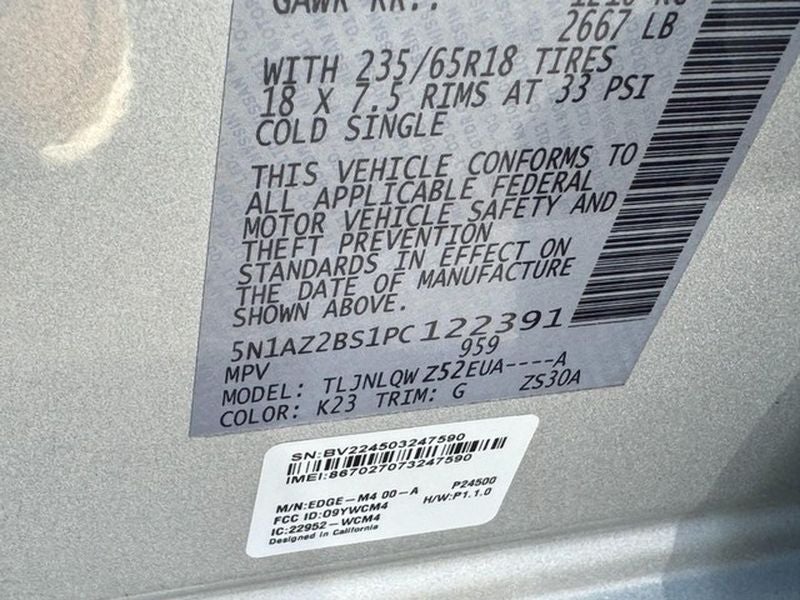 GAWR RR.:
2667 LB
WITH 235/65R18 TIRES
18 X 7.5 RIMS AT 33 PSI
COLD SINGLE
THIS VEHICLE CONFORMS TO
ALL APPLICABLE FEDERAL
MOTOR VEHICLE SAFETY AND
THEFT PREVENTION
STANDARDS IN EFFECT ON
THE DATE OF MANUFACTURE
SHOWN ABOVE.
5N1AZ2BS1PC122391
MPV 959
MODEL: TLJNLQW Z52EUA----A
COLOR: K23 TRIM: G ZS30A
SN:BV224503247590
IMEI:867027073247590
M/N:EDGE-M4 00-A P24500
FCC ID:O9YWCM4 H/W:P1.1.0
IC:22952-WCM4
Designed in California